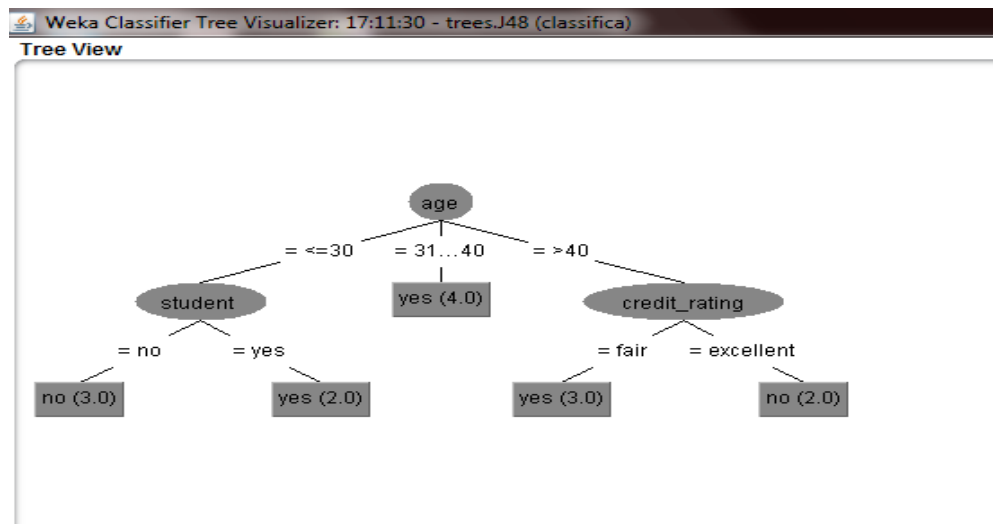 Weka Classifier Tree Visualizer: 17:11:30 - trees.J48 (classifica)
Tree View
age
= <=30 = 31...40 = >40
student yes (4.0) credit_rating
= no = yes = fair = excellent
no (3.0) yes (2.0) yes (3.0) no (2.0)